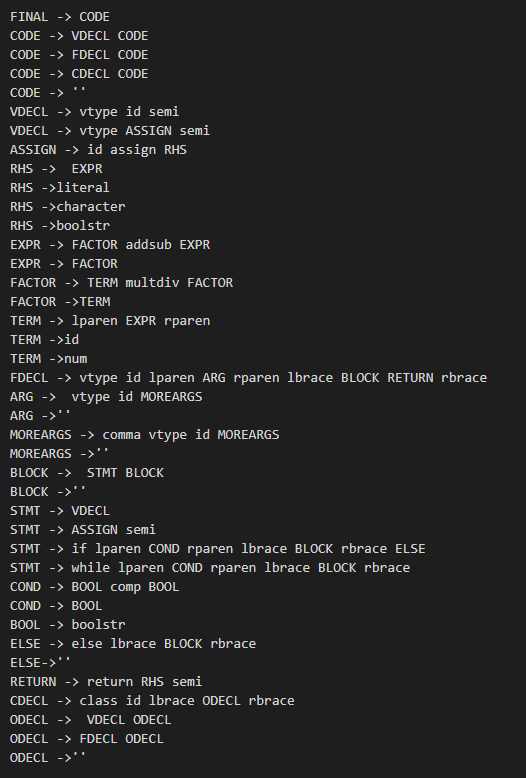 FINAL -> CODE
CODE -> VDECL CODE
CODE -> FDECL CODE
CODE -> CDECL CODE
CODE -> ''
VDECL -> vtype id semi
VDECL -> vtype ASSIGN semi
ASSIGN -> id assign RHS
RHS ->  EXPR
RHS ->literal
RHS ->character
RHS ->boolstr
EXPR -> FACTOR addsub EXPR
EXPR -> FACTOR
FACTOR -> TERM multdiv FACTOR
FACTOR ->TERM
TERM -> lparen EXPR rparen
TERM ->id
TERM ->num
FDECL -> vtype id lparen ARG rparen lbrace BLOCK RETURN rbrace
ARG ->  vtype id MOREARGS
ARG ->''
MOREARGS -> comma vtype id MOREARGS
MOREARGS ->''
BLOCK ->  STMT BLOCK
BLOCK ->''
STMT -> VDECL
STMT -> ASSIGN semi
STMT -> if lparen COND rparen lbrace BLOCK rbrace ELSE
STMT -> while lparen COND rparen lbrace BLOCK rbrace
COND -> BOOL comp BOOL
COND -> BOOL
BOOL -> boolstr
ELSE -> else lbrace BLOCK rbrace
ELSE->''
RETURN -> return RHS semi
CDECL -> class id lbrace ODECL rbrace
ODECL ->  VDECL ODECL
ODECL -> FDECL ODECL
ODECL ->''